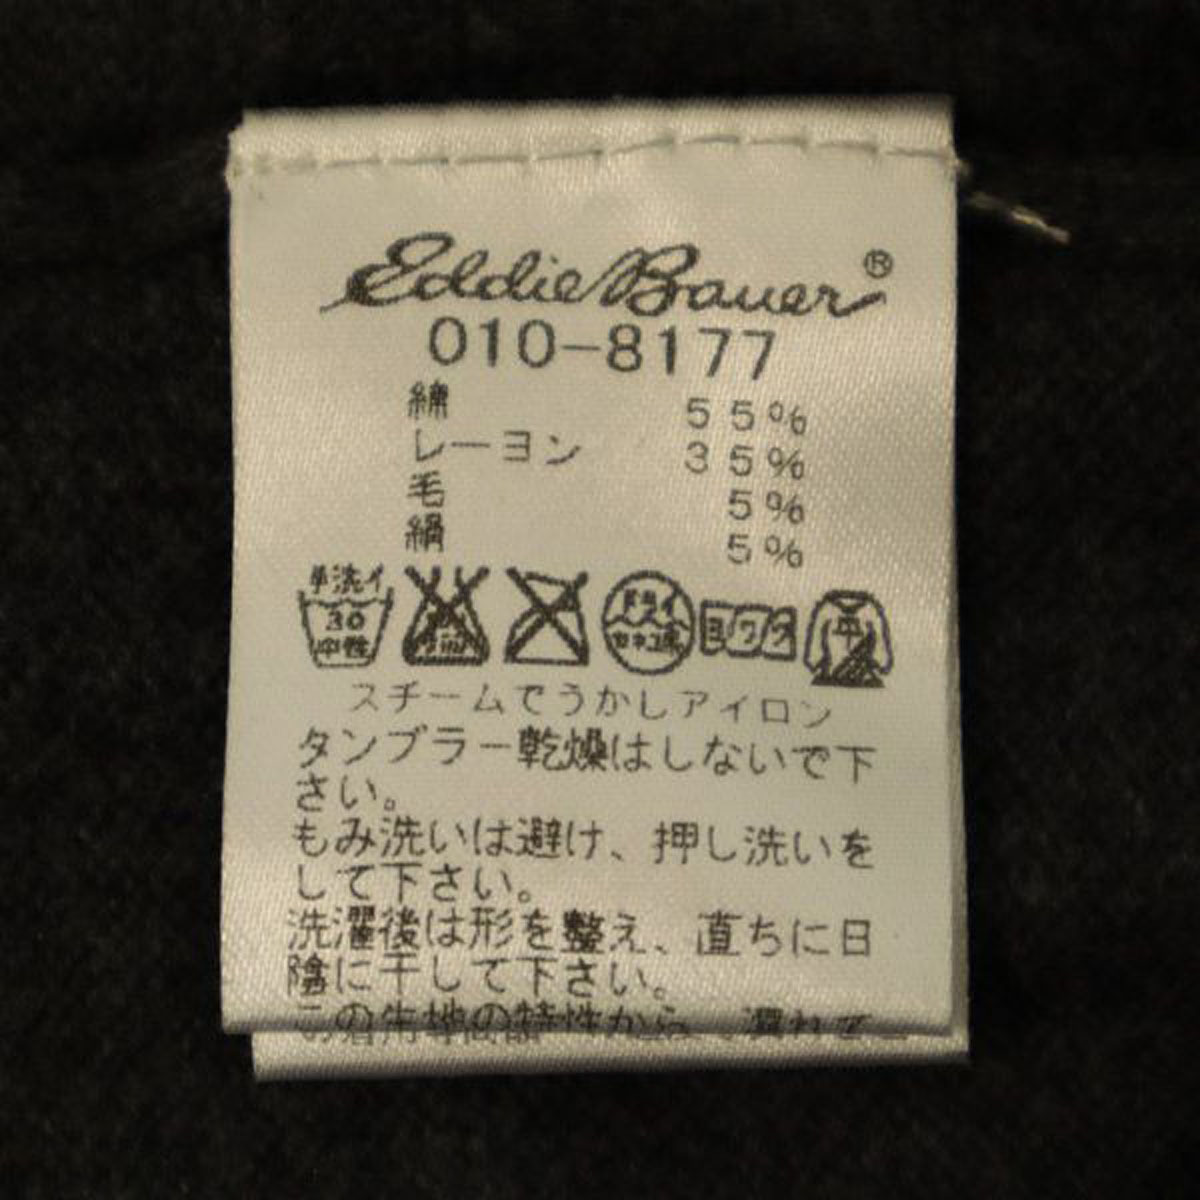 Eddie Bauer®
010-8177
綿 55%
レーヨン 35%
毛 5%
絹 5%
手洗イ 30 中性 ドライ セキユ系 ヨワク 平
スチームでうかしアイロン
タンブラー乾燥はしないで下
さい。
もみ洗いは避け、押し洗いを
して下さい。
洗濯後は形を整え、直ちに日
陰に干して下さい。
この